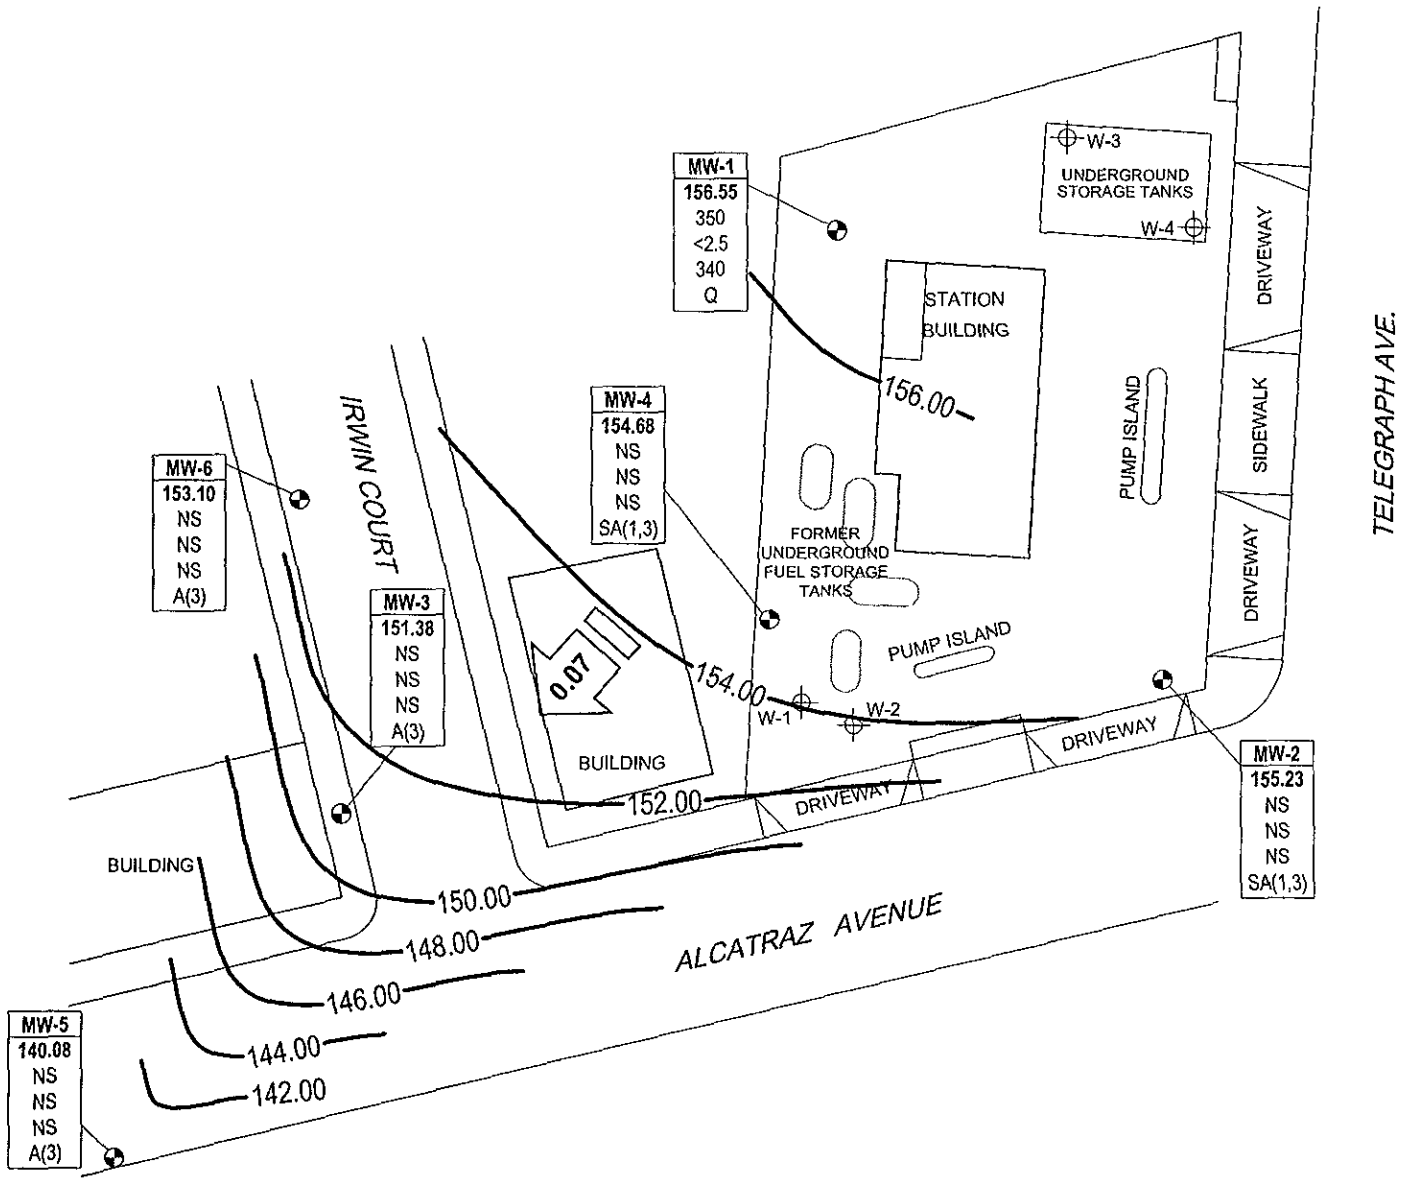 W-3
MW-1
156.55
350
<2.5
340
Q
UNDERGROUND
STORAGE TANKS
W-4
DRIVEWAY
STATION
BUILDING
TELEGRAPH AVE.
156.00
PUMP ISLAND
SIDEWALK
MW-4
154.68
NS
NS
NS
SA(1,3)
IRWIN COURT
MW-6
153.10
NS
NS
NS
A(3)
FORMER
UNDERGROUND
FUEL STORAGE
TANKS
DRIVEWAY
MW-3
151.38
NS
NS
NS
A(3)
PUMP ISLAND
0.07
154.00
W-1
W-2
BUILDING
DRIVEWAY
MW-2
155.23
NS
NS
NS
SA(1,3)
152.00
DRIVEWAY
BUILDING
150.00
148.00
ALCATRAZ AVENUE
146.00
MW-5
140.08
NS
NS
NS
A(3)
144.00
142.00